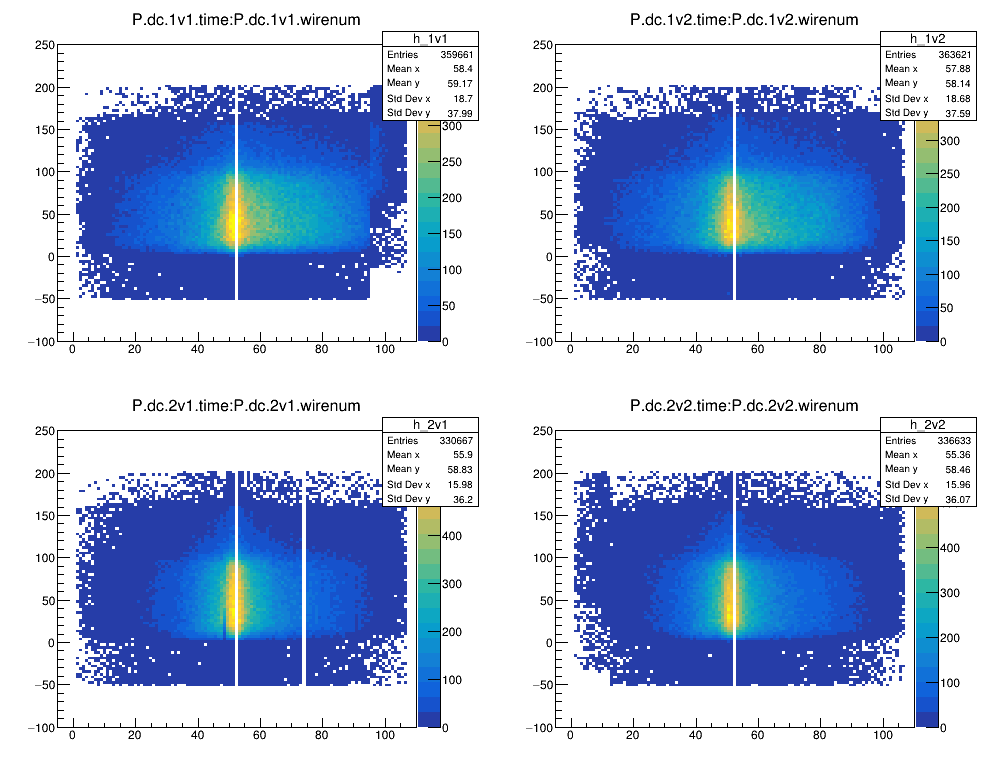 P.dc.1v1.time:P.dc.1v1.wirenum
h_1v1
Entries 359661
Mean x 58.4
Mean y 59.17
Std Dev x 18.7
Std Dev y 37.99
250
200
150
100
50
0
−50
−100
0 20 40 60 80 100
300
250
200
150
100
50
0
P.dc.1v2.time:P.dc.1v2.wirenum
h_1v2
Entries 363621
Mean x 57.88
Mean y 58.14
Std Dev x 18.68
Std Dev y 37.59
250
200
150
100
50
0
−50
−100
0 20 40 60 80 100
300
250
200
150
100
50
0
P.dc.2v1.time:P.dc.2v1.wirenum
h_2v1
Entries 330667
Mean x 55.9
Mean y 58.83
Std Dev x 15.98
Std Dev y 36.2
250
200
150
100
50
0
−50
−100
0 20 40 60 80 100
400
300
200
100
0
P.dc.2v2.time:P.dc.2v2.wirenum
h_2v2
Entries 336633
Mean x 55.36
Mean y 58.46
Std Dev x 15.96
Std Dev y 36.07
250
200
150
100
50
0
−50
−100
0 20 40 60 80 100
400
300
200
100
0